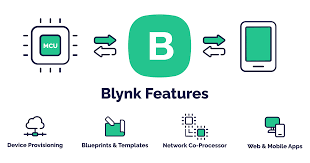 MCU
B
Blynk Features
Device Provisioning
Blueprints & Templates
Network Co-Processor
Web & Mobile Apps